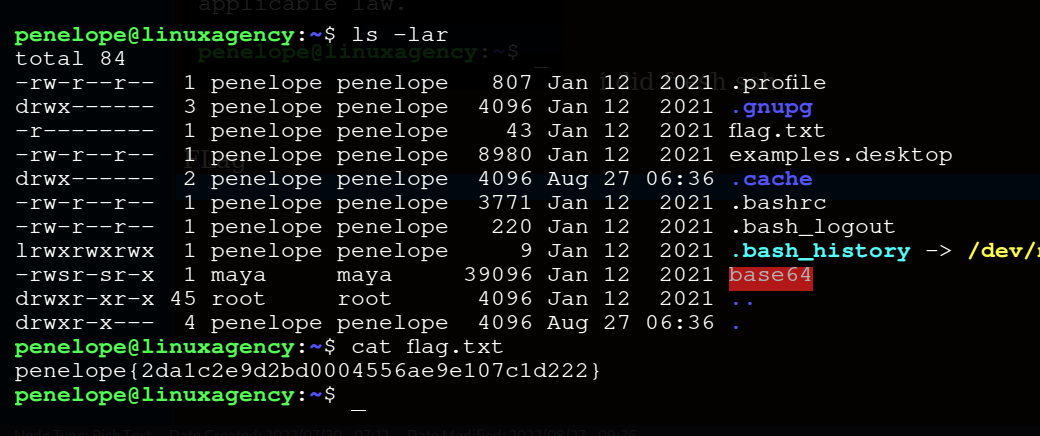 applicable law.
penelope@linuxagency:~$ ls -lar
penelope@linuxagency:~$ _
total 84
-rw-r--r-- 1 penelope penelope 807 Jan 12 2021 .profile
drwx------ 3 penelope penelope 4096 Jan 12 2021 .gnupg
-r-------- 1 penelope penelope 43 Jan 12 2021 flag.txt
-rw-r--r-- 1 penelope penelope 8980 Jan 12 2021 examples.desktop
drwx------ 2 penelope penelope 4096 Aug 27 06:36 .cache
-rw-r--r-- 1 penelope penelope 3771 Jan 12 2021 .bashrc
-rw-r--r-- 1 penelope penelope 220 Jan 12 2021 .bash_logout
lrwxrwxrwx 1 penelope penelope 9 Jan 12 2021 .bash_history -> /dev/
-rwsr-sr-x 1 maya maya 39096 Jan 12 2021 base64
drwxr-xr-x 45 root root 4096 Jan 12 2021 ..
drwxr-x--- 4 penelope penelope 4096 Aug 27 06:36 .
penelope@linuxagency:~$ cat flag.txt
penelope{2da1c2e9d2bd0004556ae9e107c1d222}
penelope@linuxagency:~$ _